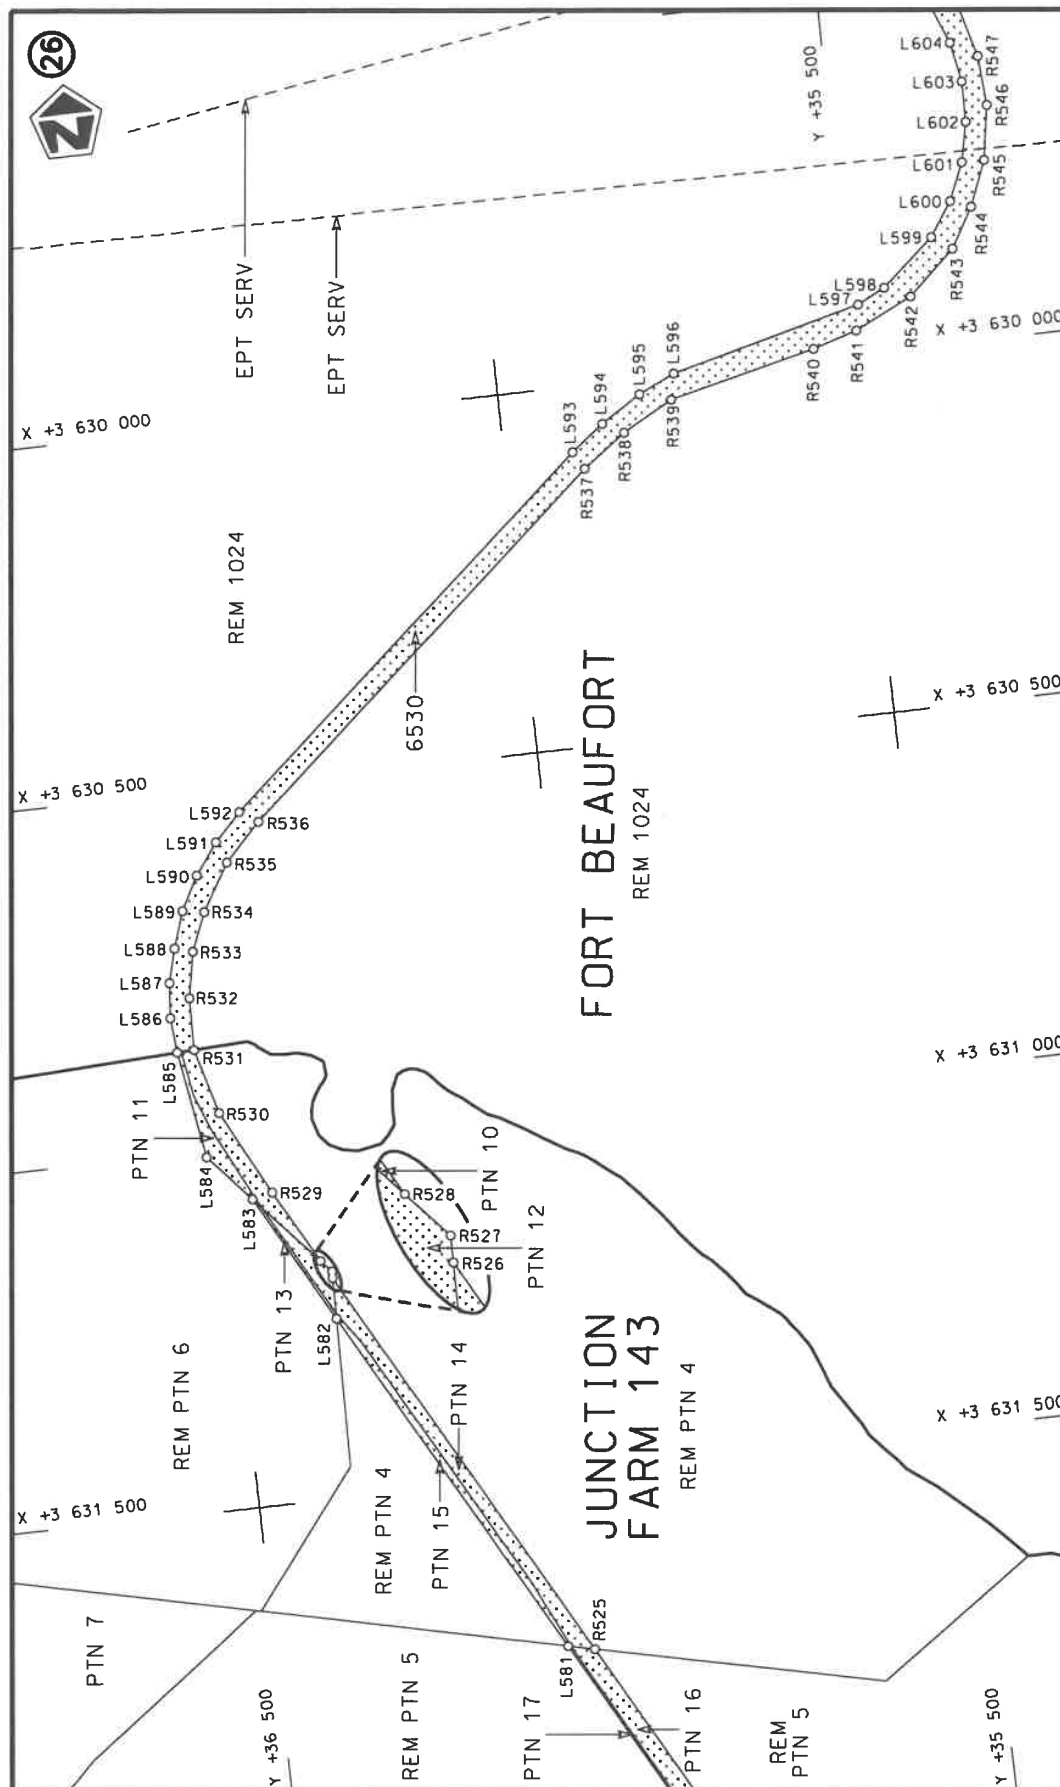 26
N
EPT SERV
EPT SERV
X +3 630 000
Y +35 500
L604
R547
L603
R546
L602
L601
R545
L600
R544
L599
R543
L598
R542
X +3 630 000
L597
R541
R540
L596
R539
L595
L594
R538
L593
R537
REM 1024
6530
FORT BEAUFORT
REM 1024
X +3 630 500
X +3 630 500
L592
R536
L591
R535
L590
L589
R534
L588
R533
L587
R532
L586
R531
L585
X +3 631 000
PTN 11
R530
L584
R529
L583
PTN 10
R528
R527
PTN 12
R526
PTN 13
L582
PTN 14
REM PTN 6
JUNCTION
FARM 143
REM PTN 4
X +3 631 500
X +3 631 500
REM PTN 4
PTN 15
PTN 7
L581
R525
REM PTN 5
PTN 17
PTN 16
REM
PTN 5
Y +36 500
Y +35 500